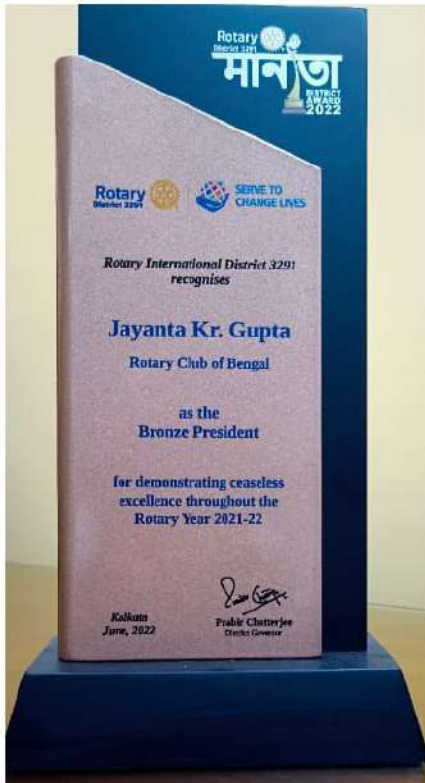 Rotary
District 3291
মান্যতা
DISTRICT
AWARD
2022
Rotary
District 3291
SERVE TO
CHANGE LIVES
Rotary International District 3291
recognises
Jayanta Kr. Gupta
Rotary Club of Bengal
as the
Bronze President
for demonstrating ceaseless
excellence throughout the
Rotary Year 2021-22
Kolkata
June, 2022
Prabir Chatterjee
District Governor